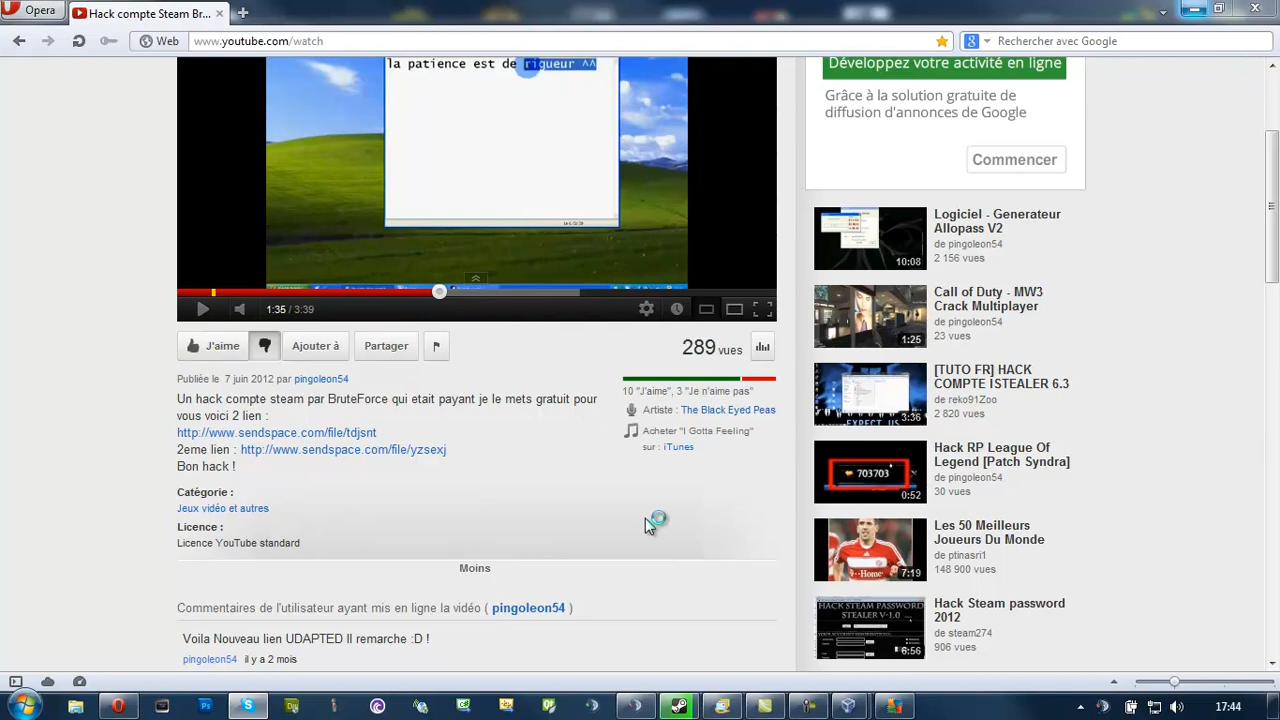 Opera
Hack compte Steam Br...
Web
www.youtube.com/watch
Rechercher avec Google
la patience est de rigueur ^^
1:35 / 3:39
J'aime
Ajouter à
Partager
289 vues
Publiée le 7 juin 2012 par pingoleon54
10 "J'aime", 3 "Je n'aime pas"
Un hack compte steam par BruteForce qui etait payant je le mets gratuit pour
vous voici 2 lien :
http://www.sendspace.com/file/tdjsnt
2eme lien : http://www.sendspace.com/file/yzsexj
Bon hack !
Artiste : The Black Eyed Peas
Acheter "I Gotta Feeling"
sur : iTunes
Catégorie :
Jeux vidéo et autres
Licence :
Licence YouTube standard
Moins
Commentaires de l'utilisateur ayant mis en ligne la vidéo ( pingoleon54 )
Voila Nouveau lien UDAPTED Il remarche :D !
pingoleon54 il y a 2 mois
Développez votre activité en ligne
Grâce à la solution gratuite de
diffusion d'annonces de Google
Commencer
Logiciel - Generateur
Allopass V2
de pingoleon54
2 156 vues
10:08
Call of Duty - MW3
Crack Multiplayer
de pingoleon54
23 vues
1:25
[TUTO FR] HACK
COMPTE ISTEALER 6.3
de reko91Zoo
2 820 vues
EXPECT US
3:36
Hack RP League Of
Legend [Patch Syndra]
de pingoleon54
30 vues
703703
0:52
Les 50 Meilleurs
Joueurs Du Monde
de ptinasri1
148 900 vues
7:19
Hack Steam password
2012
de steam274
906 vues
HACK STEAM PASSWORD
STEALER V-1.0
6:56
17:44